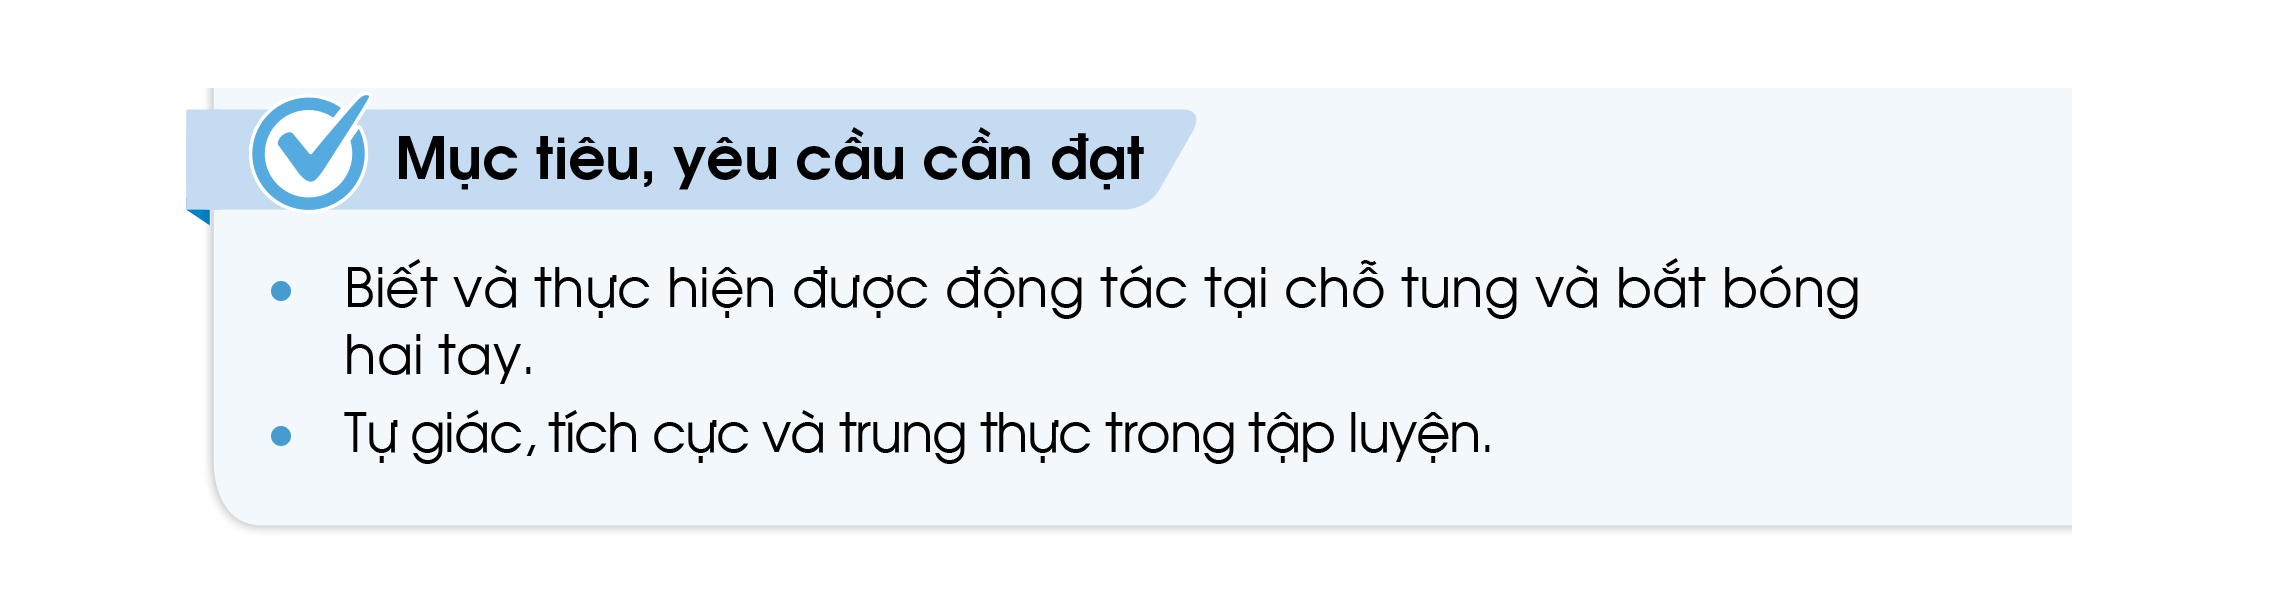 Mục tiêu, yêu cầu cần đạt
Biết và thực hiện được động tác tại chỗ tung và bắt bóng
hai tay.
Tự giác, tích cực và trung thực trong tập luyện.